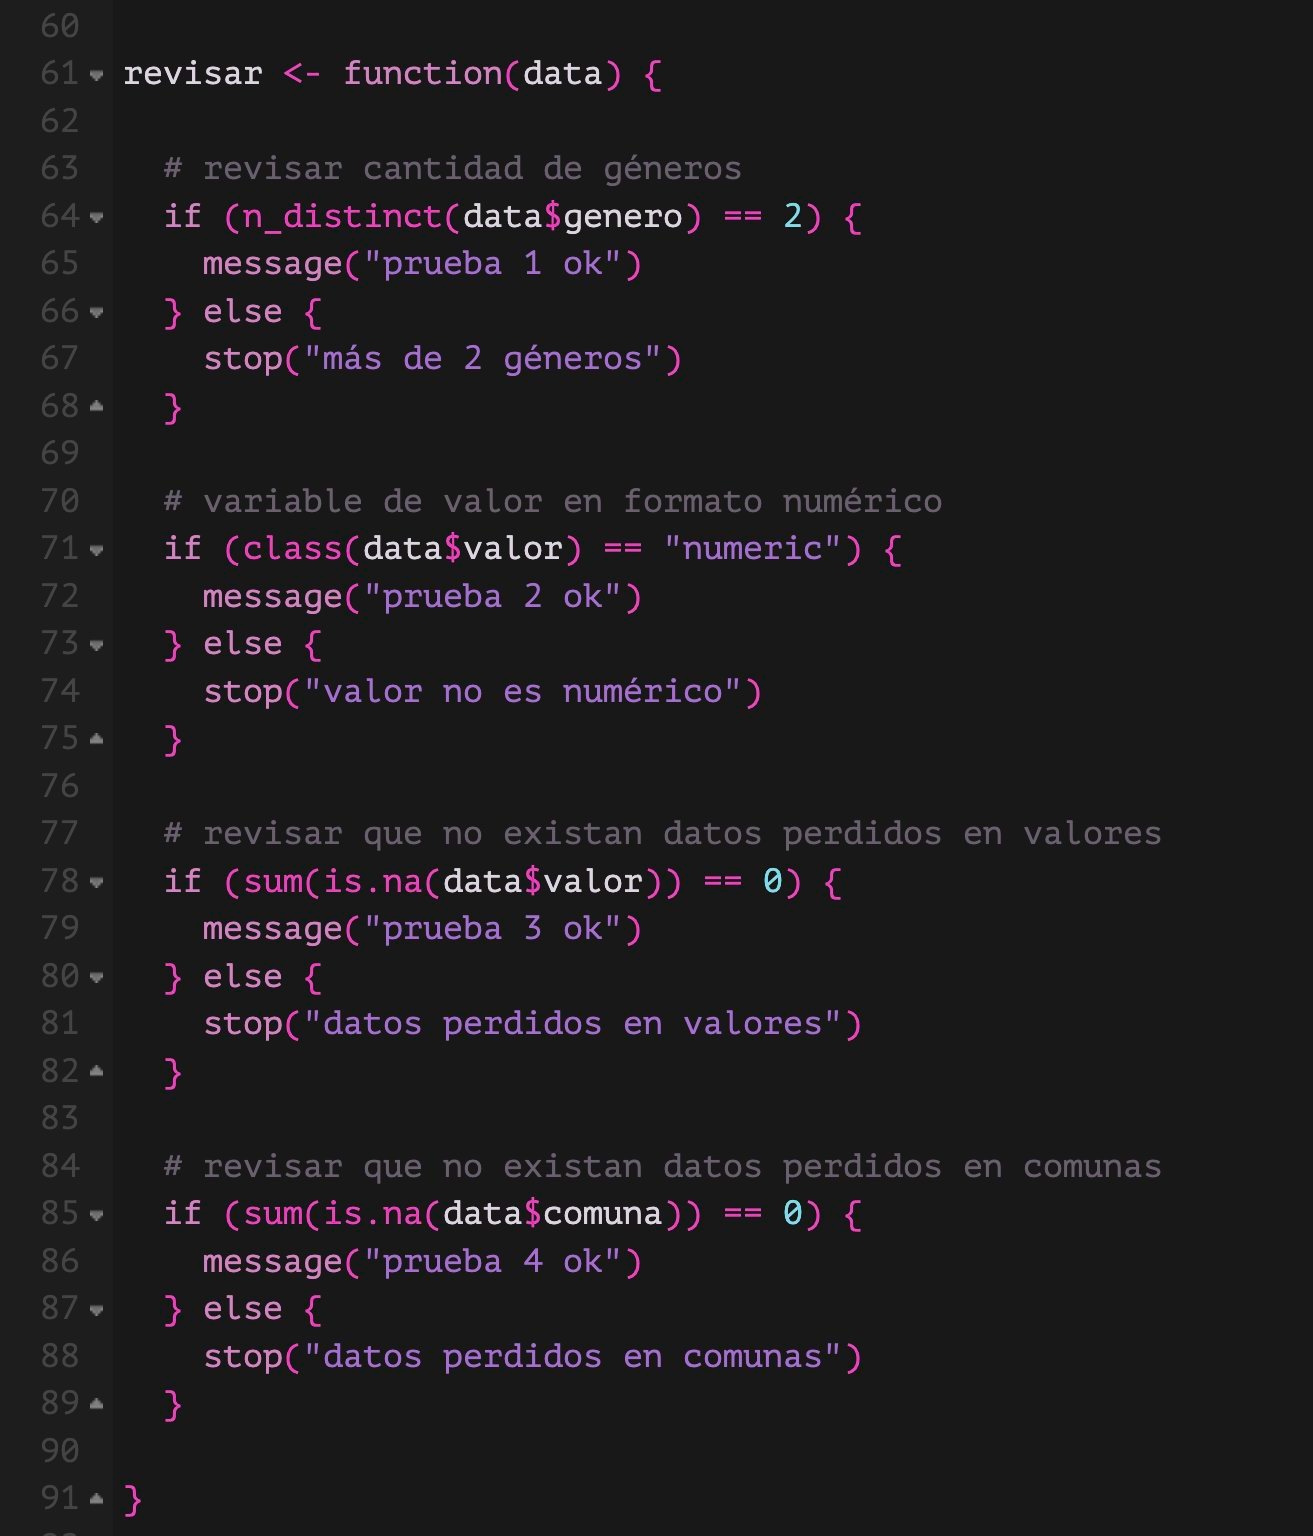 60
61 revisar <- function(data) {
62
63   # revisar cantidad de géneros
64   if (n_distinct(data$genero) == 2) {
65     message("prueba 1 ok")
66   } else {
67     stop("más de 2 géneros")
68   }
69
70   # variable de valor en formato numérico
71   if (class(data$valor) == "numeric") {
72     message("prueba 2 ok")
73   } else {
74     stop("valor no es numérico")
75   }
76
77   # revisar que no existan datos perdidos en valores
78   if (sum(is.na(data$valor)) == 0) {
79     message("prueba 3 ok")
80   } else {
81     stop("datos perdidos en valores")
82   }
83
84   # revisar que no existan datos perdidos en comunas
85   if (sum(is.na(data$comuna)) == 0) {
86     message("prueba 4 ok")
87   } else {
88     stop("datos perdidos en comunas")
89   }
90
91 }